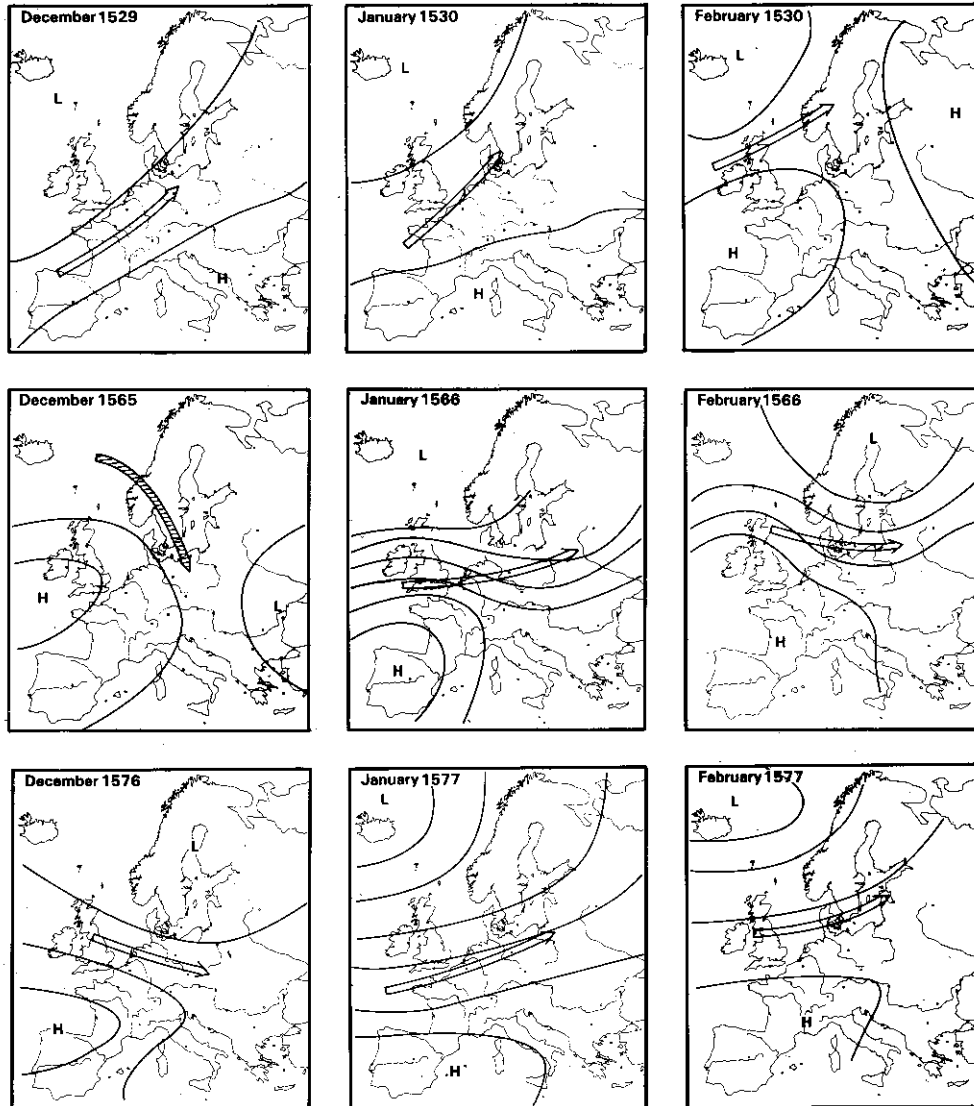 December 1529
L
H
January 1530
L
H
February 1530
L
H
H
December 1565
H
L
January 1566
L
H
February 1566
L
H
December 1576
L
H
January 1577
L
H
February 1577
L
H